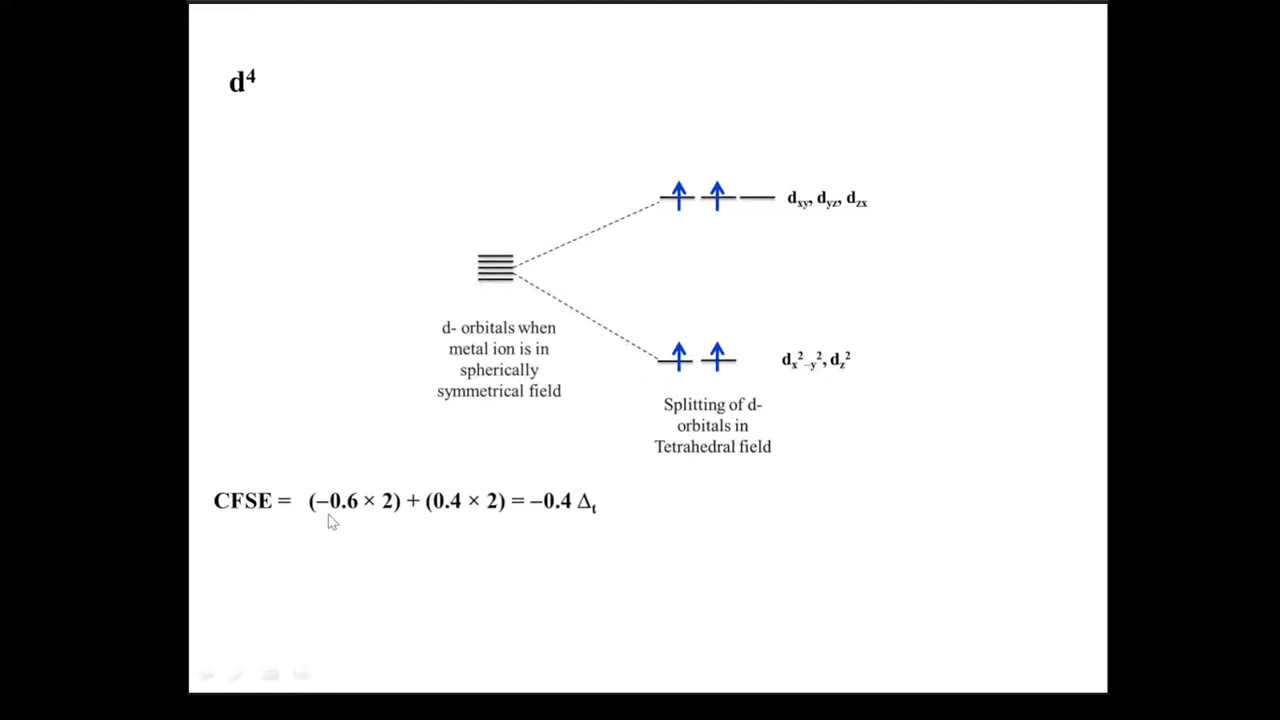 d⁴
dxy, dyz, dzx
d- orbitals when
metal ion is in
spherically
symmetrical field
dx²–y², dz²
Splitting of d-
orbitals in
Tetrahedral field
CFSE = (–0.6 × 2) + (0.4 × 2) = –0.4 Δt